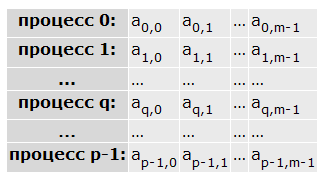 процесс 0: a0,0 a0,1 ... a0,m-1
процесс 1: a1,0 a1,1 ... a1,m-1
... ... ... ... ...
процесс q: aq,0 aq,1 ... aq,m-1
... ... ... ... ...
процесс p-1: ap-1,0 ap-1,1 ... ap-1,m-1